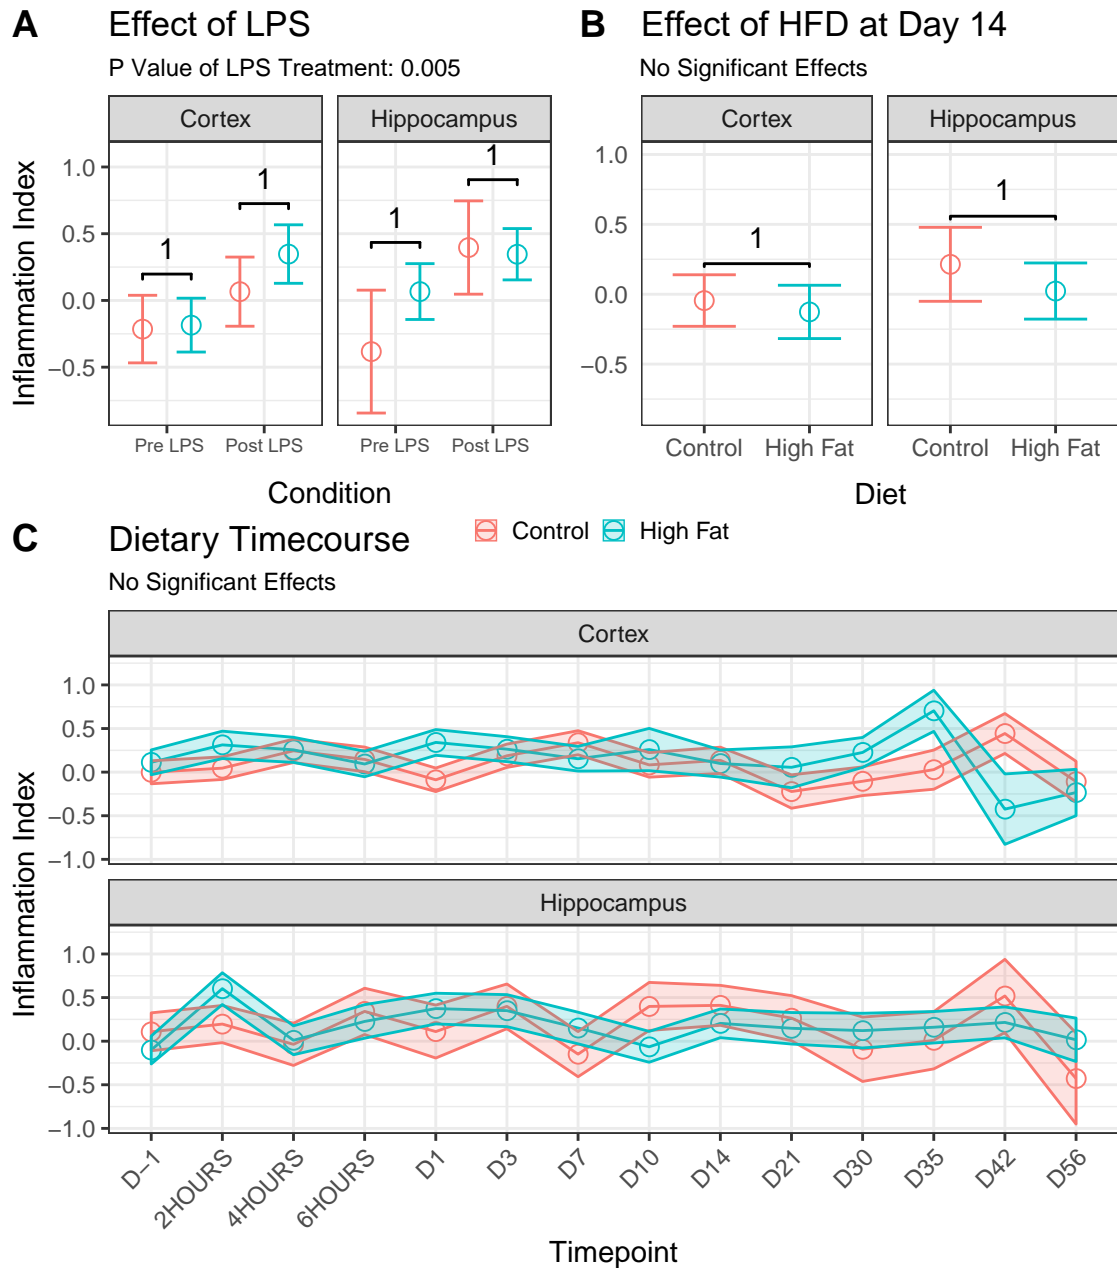 A Effect of LPS
P Value of LPS Treatment: 0.005
Cortex Hippocampus
Inflammation Index
1.0
0.5
0.0
−0.5
1 1 1 1
Pre LPS Post LPS Pre LPS Post LPS
Condition
B Effect of HFD at Day 14
No Significant Effects
Cortex Hippocampus
1.0
0.5
0.0
−0.5
1 1
Control High Fat Control High Fat
Diet
Control High Fat
C Dietary Timecourse
No Significant Effects
Cortex
Inflammation Index
1.0
0.5
0.0
−0.5
−1.0
Hippocampus
1.0
0.5
0.0
−0.5
−1.0
D−1 2HOURS 4HOURS 6HOURS D1 D3 D7 D10 D14 D21 D30 D35 D42 D56
Timepoint